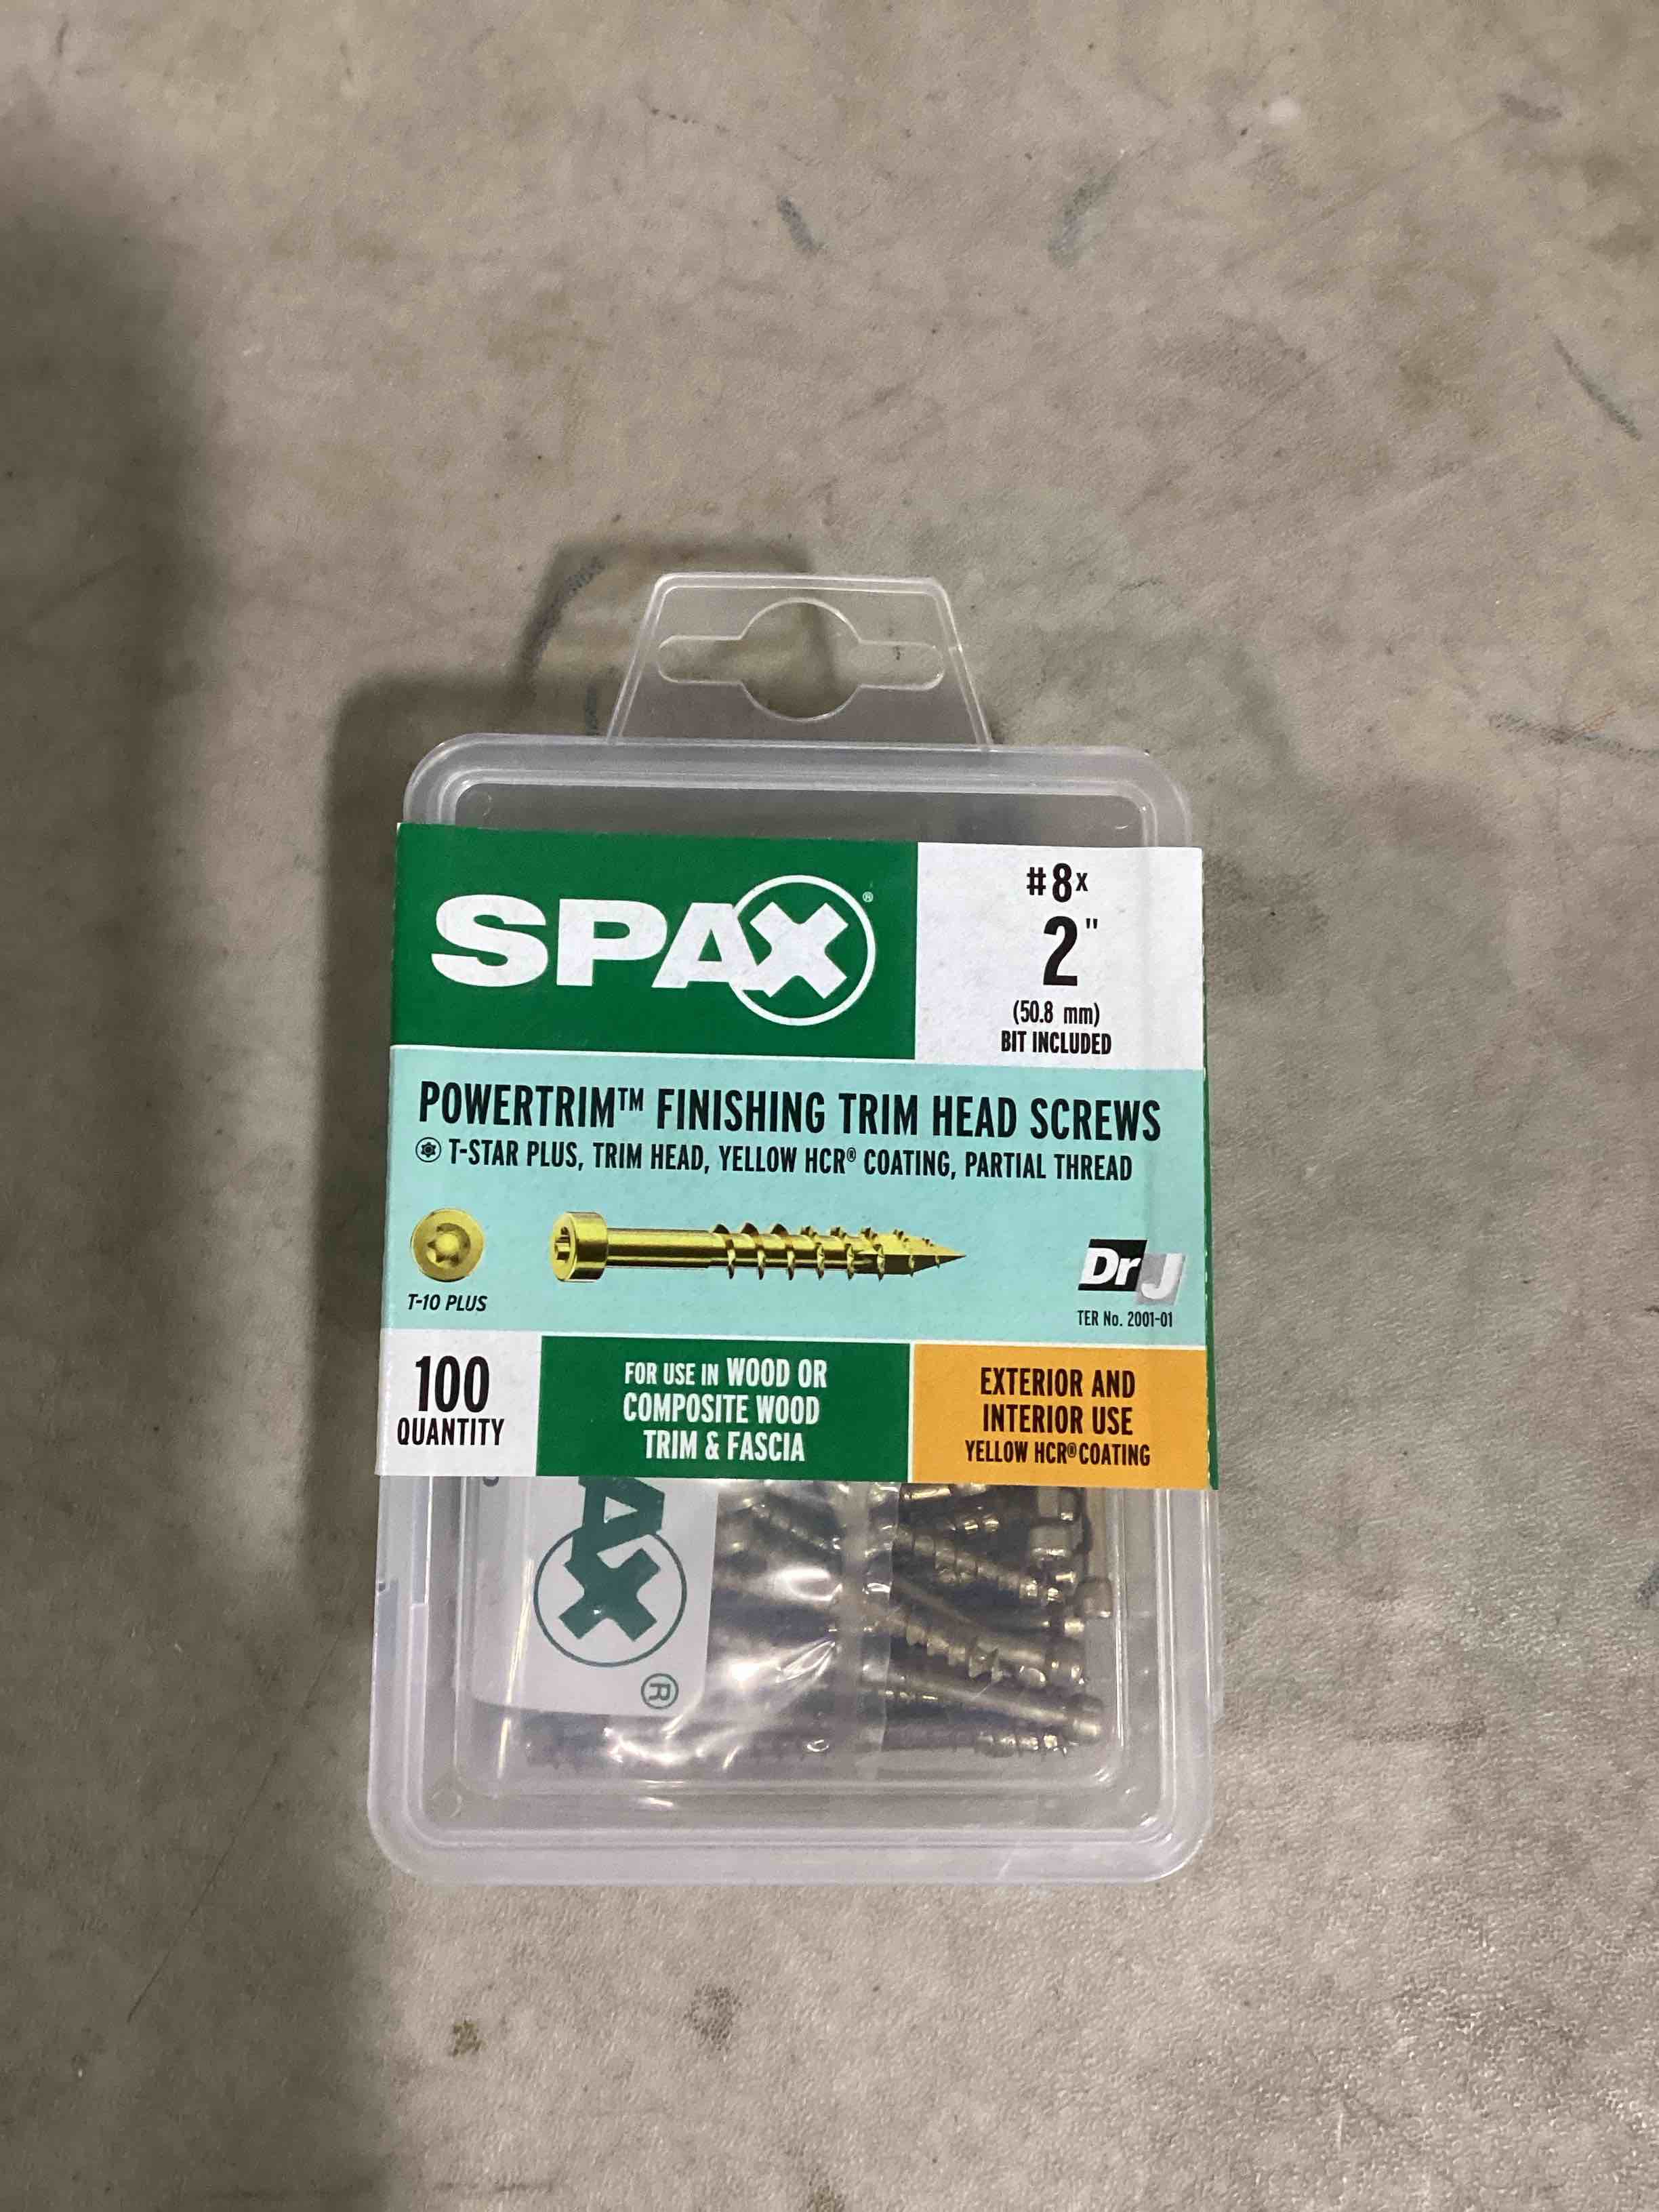 SPAX®
#8x
2"
(50.8 mm)
BIT INCLUDED
POWERTRIM™ FINISHING TRIM HEAD SCREWS
T-STAR PLUS, TRIM HEAD, YELLOW HCR® COATING, PARTIAL THREAD
T-10 PLUS
DrJ
TER No. 2001-01
100
QUANTITY
FOR USE IN WOOD OR
COMPOSITE WOOD
TRIM & FASCIA
EXTERIOR AND
INTERIOR USE
YELLOW HCR® COATING
AX®